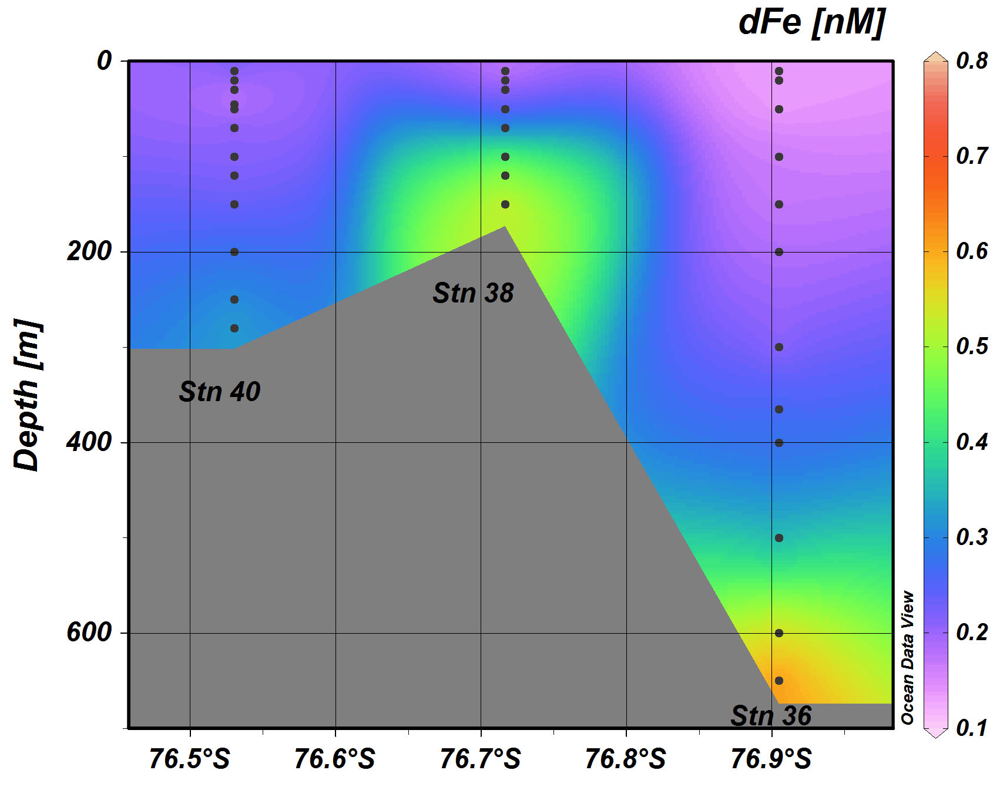 dFe [nM]
0
200
400
600
Depth [m]
Stn 40
Stn 38
Stn 36
76.5°S
76.6°S
76.7°S
76.8°S
76.9°S
Ocean Data View
0.8
0.7
0.6
0.5
0.4
0.3
0.2
0.1